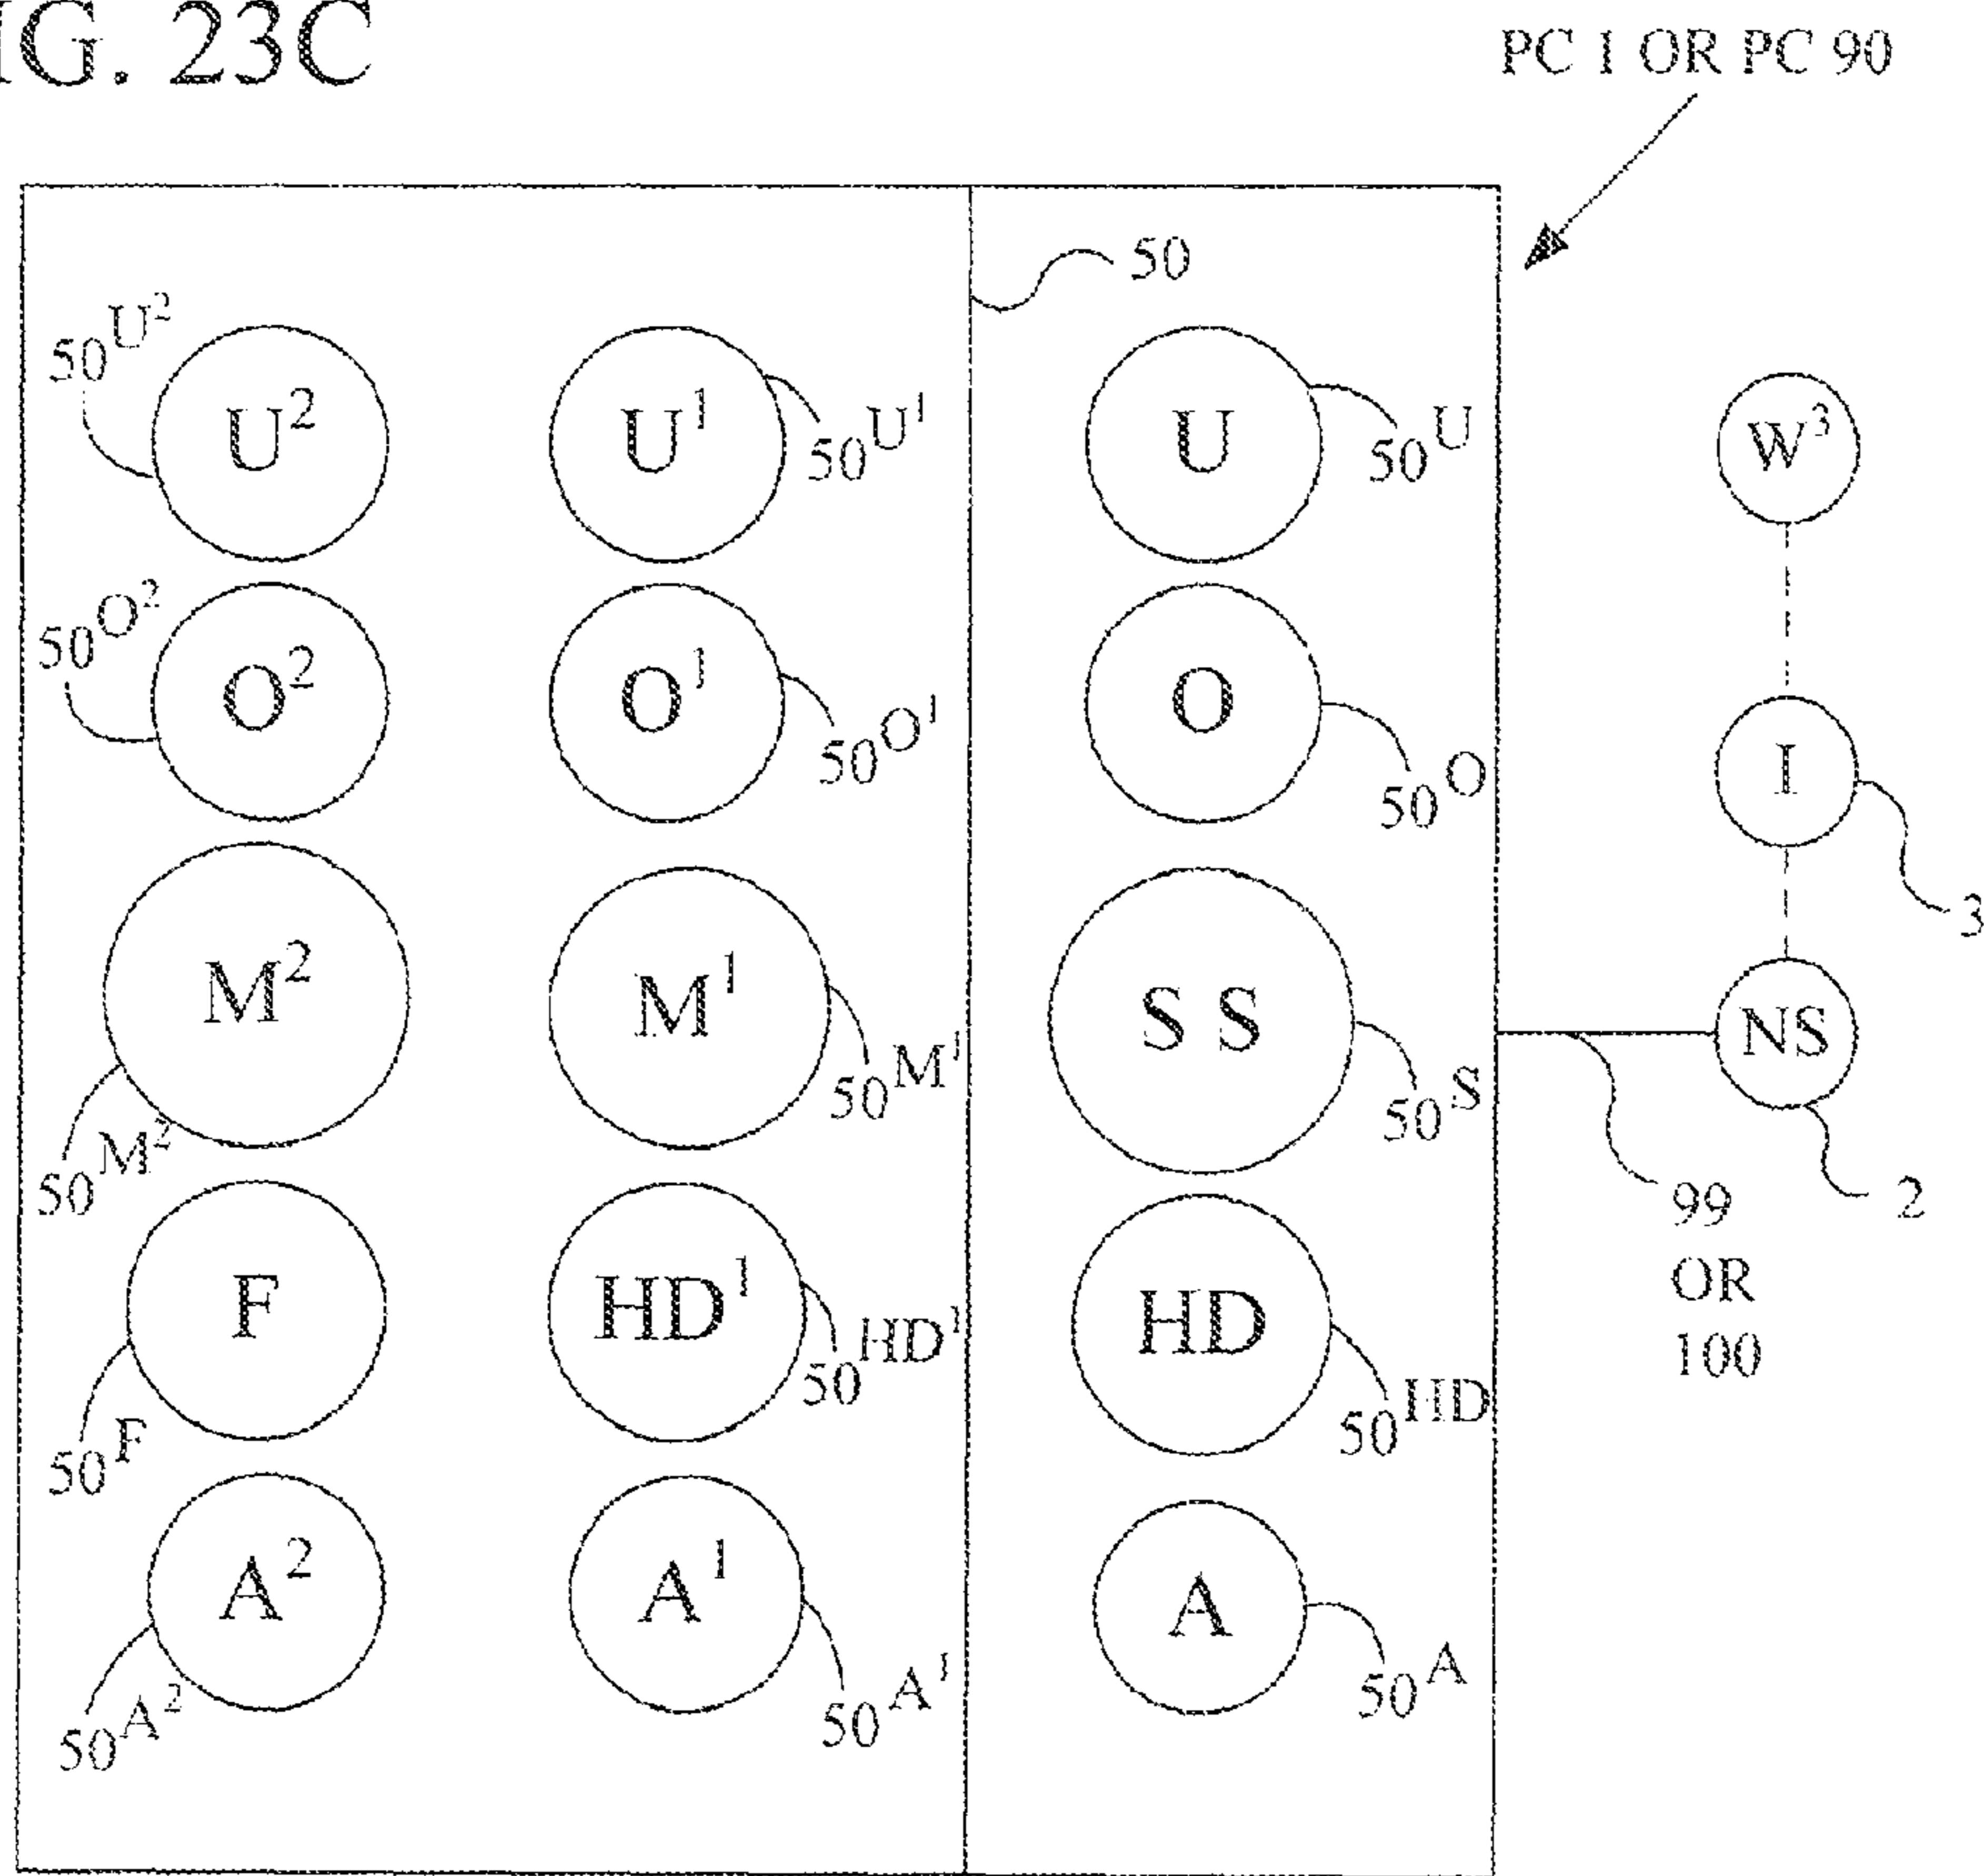 IG. 23C
PC I OR PC 90
50
50U²
U²
U¹
50U¹
U
50U
W³
50O²
O²
O¹
50O¹
O
50O
I
3
M²
50M²
M¹
50M¹
S S
50S
NS
2
99
OR
100
F
50F
HD¹
50HD¹
HD
50HD
A²
50A²
A¹
50A¹
A
50A